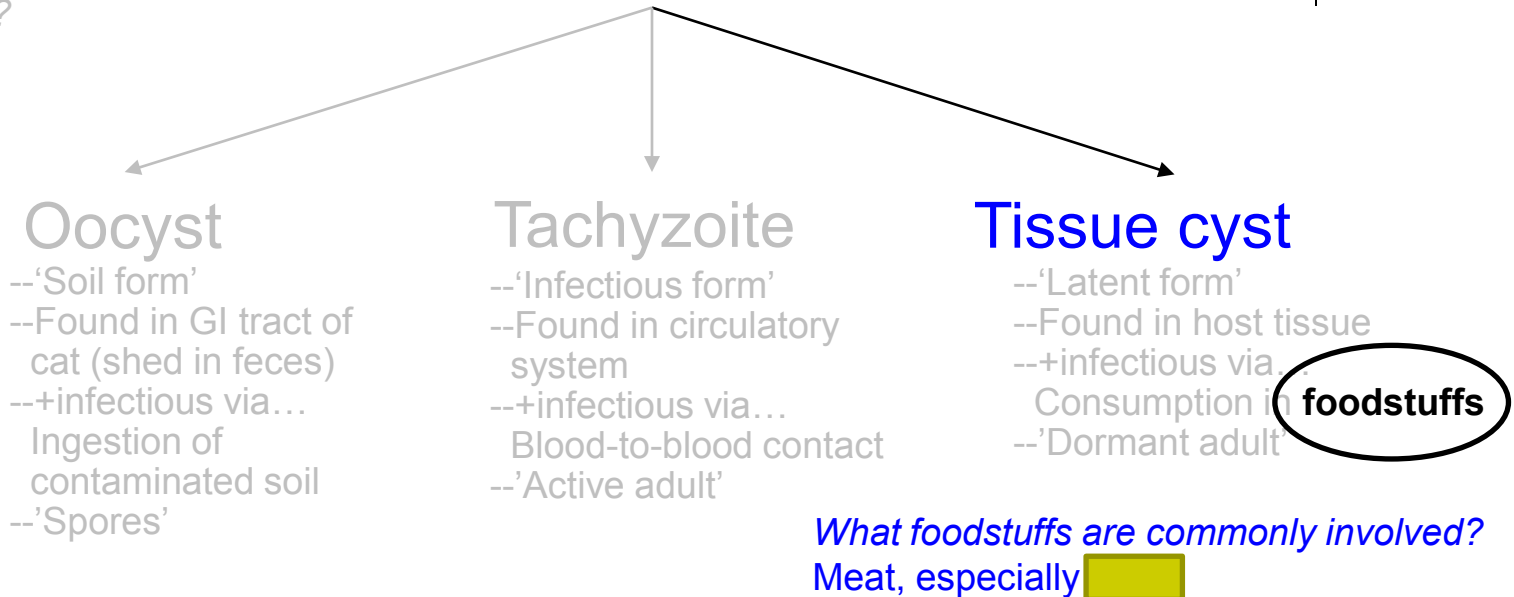 ?
Oocyst
--'Soil form'
--Found in GI tract of
cat (shed in feces)
--+infectious via…
Ingestion of
contaminated soil
--’Spores’
Tachyzoite
--‘Infectious form’
--Found in circulatory
system
--+infectious via…
Blood-to-blood contact
--’Active adult’
Tissue cyst
--‘Latent form’
--Found in host tissue
--+infectious via…
Consumption in foodstuffs
--’Dormant adult’
What foodstuffs are commonly involved?
Meat, especially